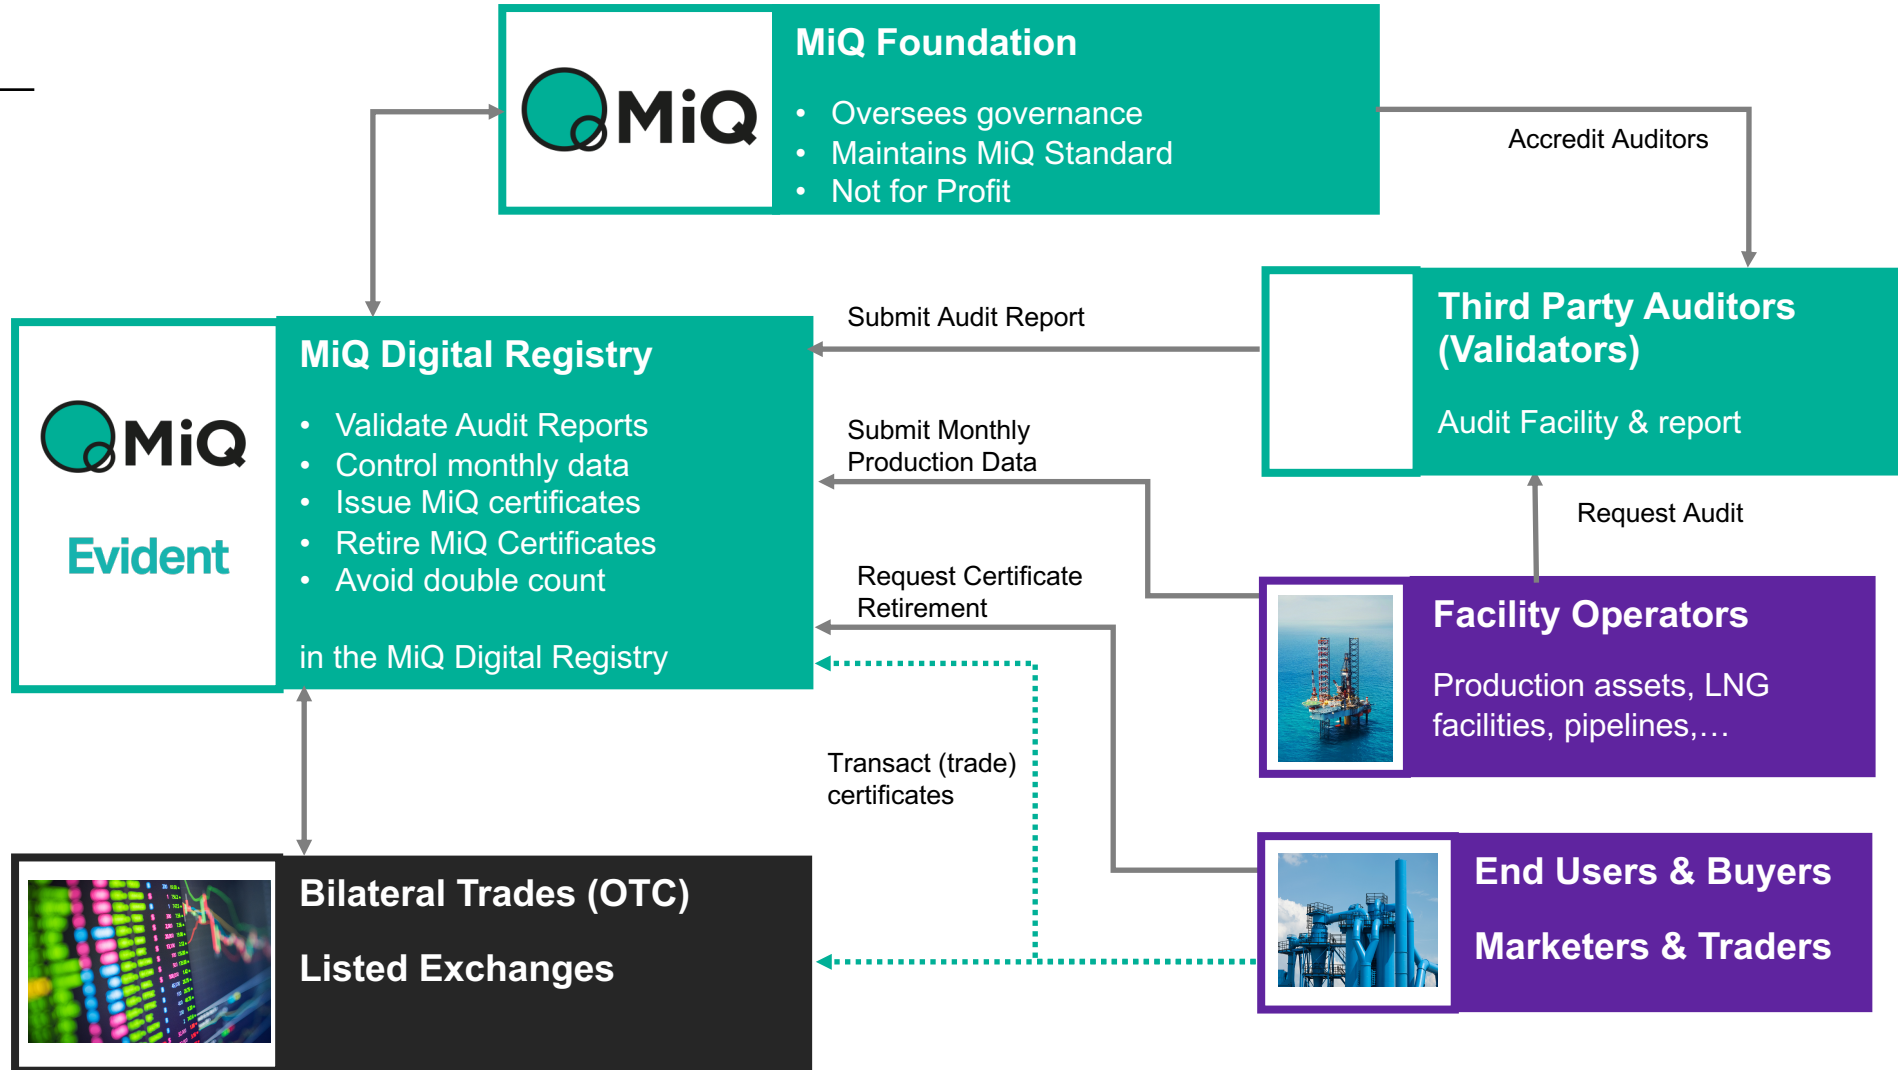 MiQ
MiQ Foundation
• Oversees governance
• Maintains MiQ Standard
• Not for Profit
Accredit Auditors
Third Party Auditors
(Validators)
Audit Facility & report
Submit Audit Report
MiQ
Evident
MiQ Digital Registry
• Validate Audit Reports
• Control monthly data
• Issue MiQ certificates
• Retire MiQ Certificates
• Avoid double count
in the MiQ Digital Registry
Submit Monthly
Production Data
Request Audit
Request Certificate
Retirement
Facility Operators
Production assets, LNG
facilities, pipelines,…
Transact (trade)
certificates
Bilateral Trades (OTC)
Listed Exchanges
End Users & Buyers
Marketers & Traders